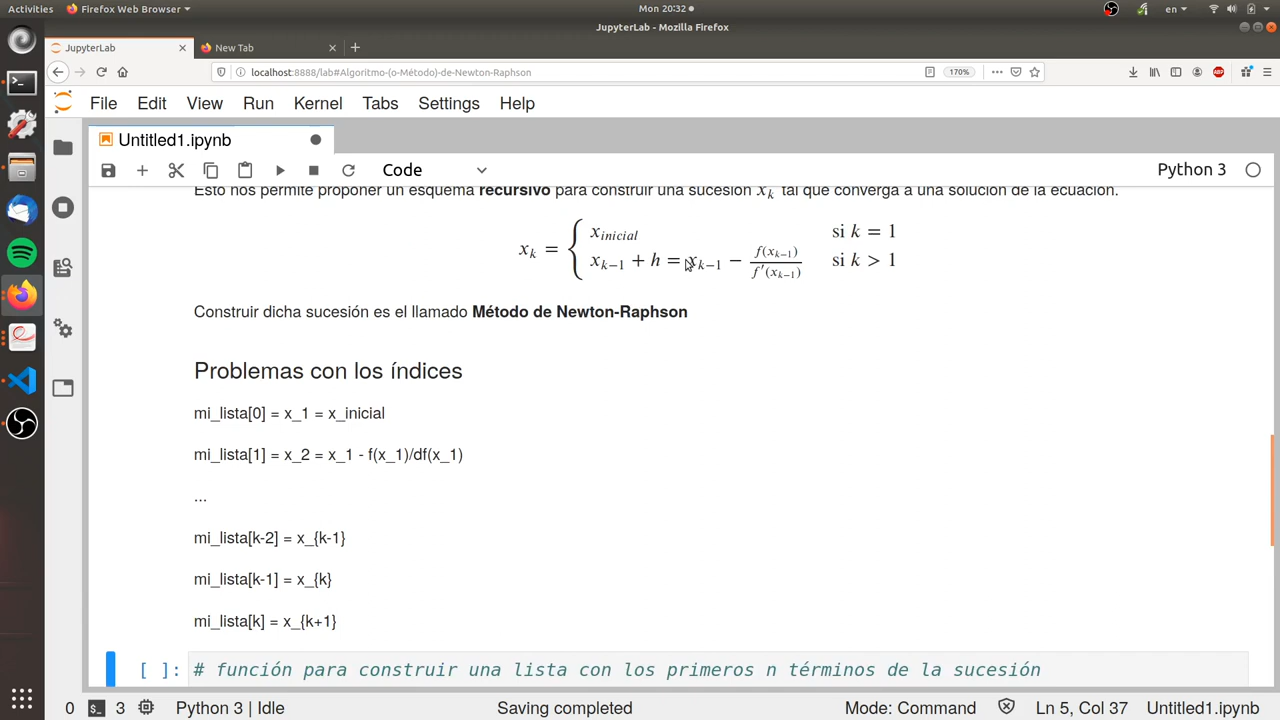 Activities Firefox Web Browser Mon 20:32 en
JupyterLab - Mozilla Firefox
JupyterLab New Tab
localhost:8888/lab#Algoritmo-(o-Método)-de-Newton-Raphson 170% ABP
File Edit View Run Kernel Tabs Settings Help
Untitled1.ipynb
Code Python 3
Esto nos permite proponer un esquema recursivo para construir una sucesión x_k tal que converga a una solución de la ecuación.
x_k = { x_{inicial} si k = 1
x_{k−1} + h = x_{k−1} − f(x_{k−1})/f′(x_{k−1}) si k > 1
Construir dicha sucesión es el llamado Método de Newton-Raphson
Problemas con los índices
mi_lista[0] = x_1 = x_inicial
mi_lista[1] = x_2 = x_1 - f(x_1)/df(x_1)
...
mi_lista[k-2] = x_{k-1}
mi_lista[k-1] = x_{k}
mi_lista[k] = x_{k+1}
[ ]: # función para construir una lista con los primeros n términos de la sucesión
0 3 Python 3 | Idle Saving completed Mode: Command Ln 5, Col 37 Untitled1.ipynb